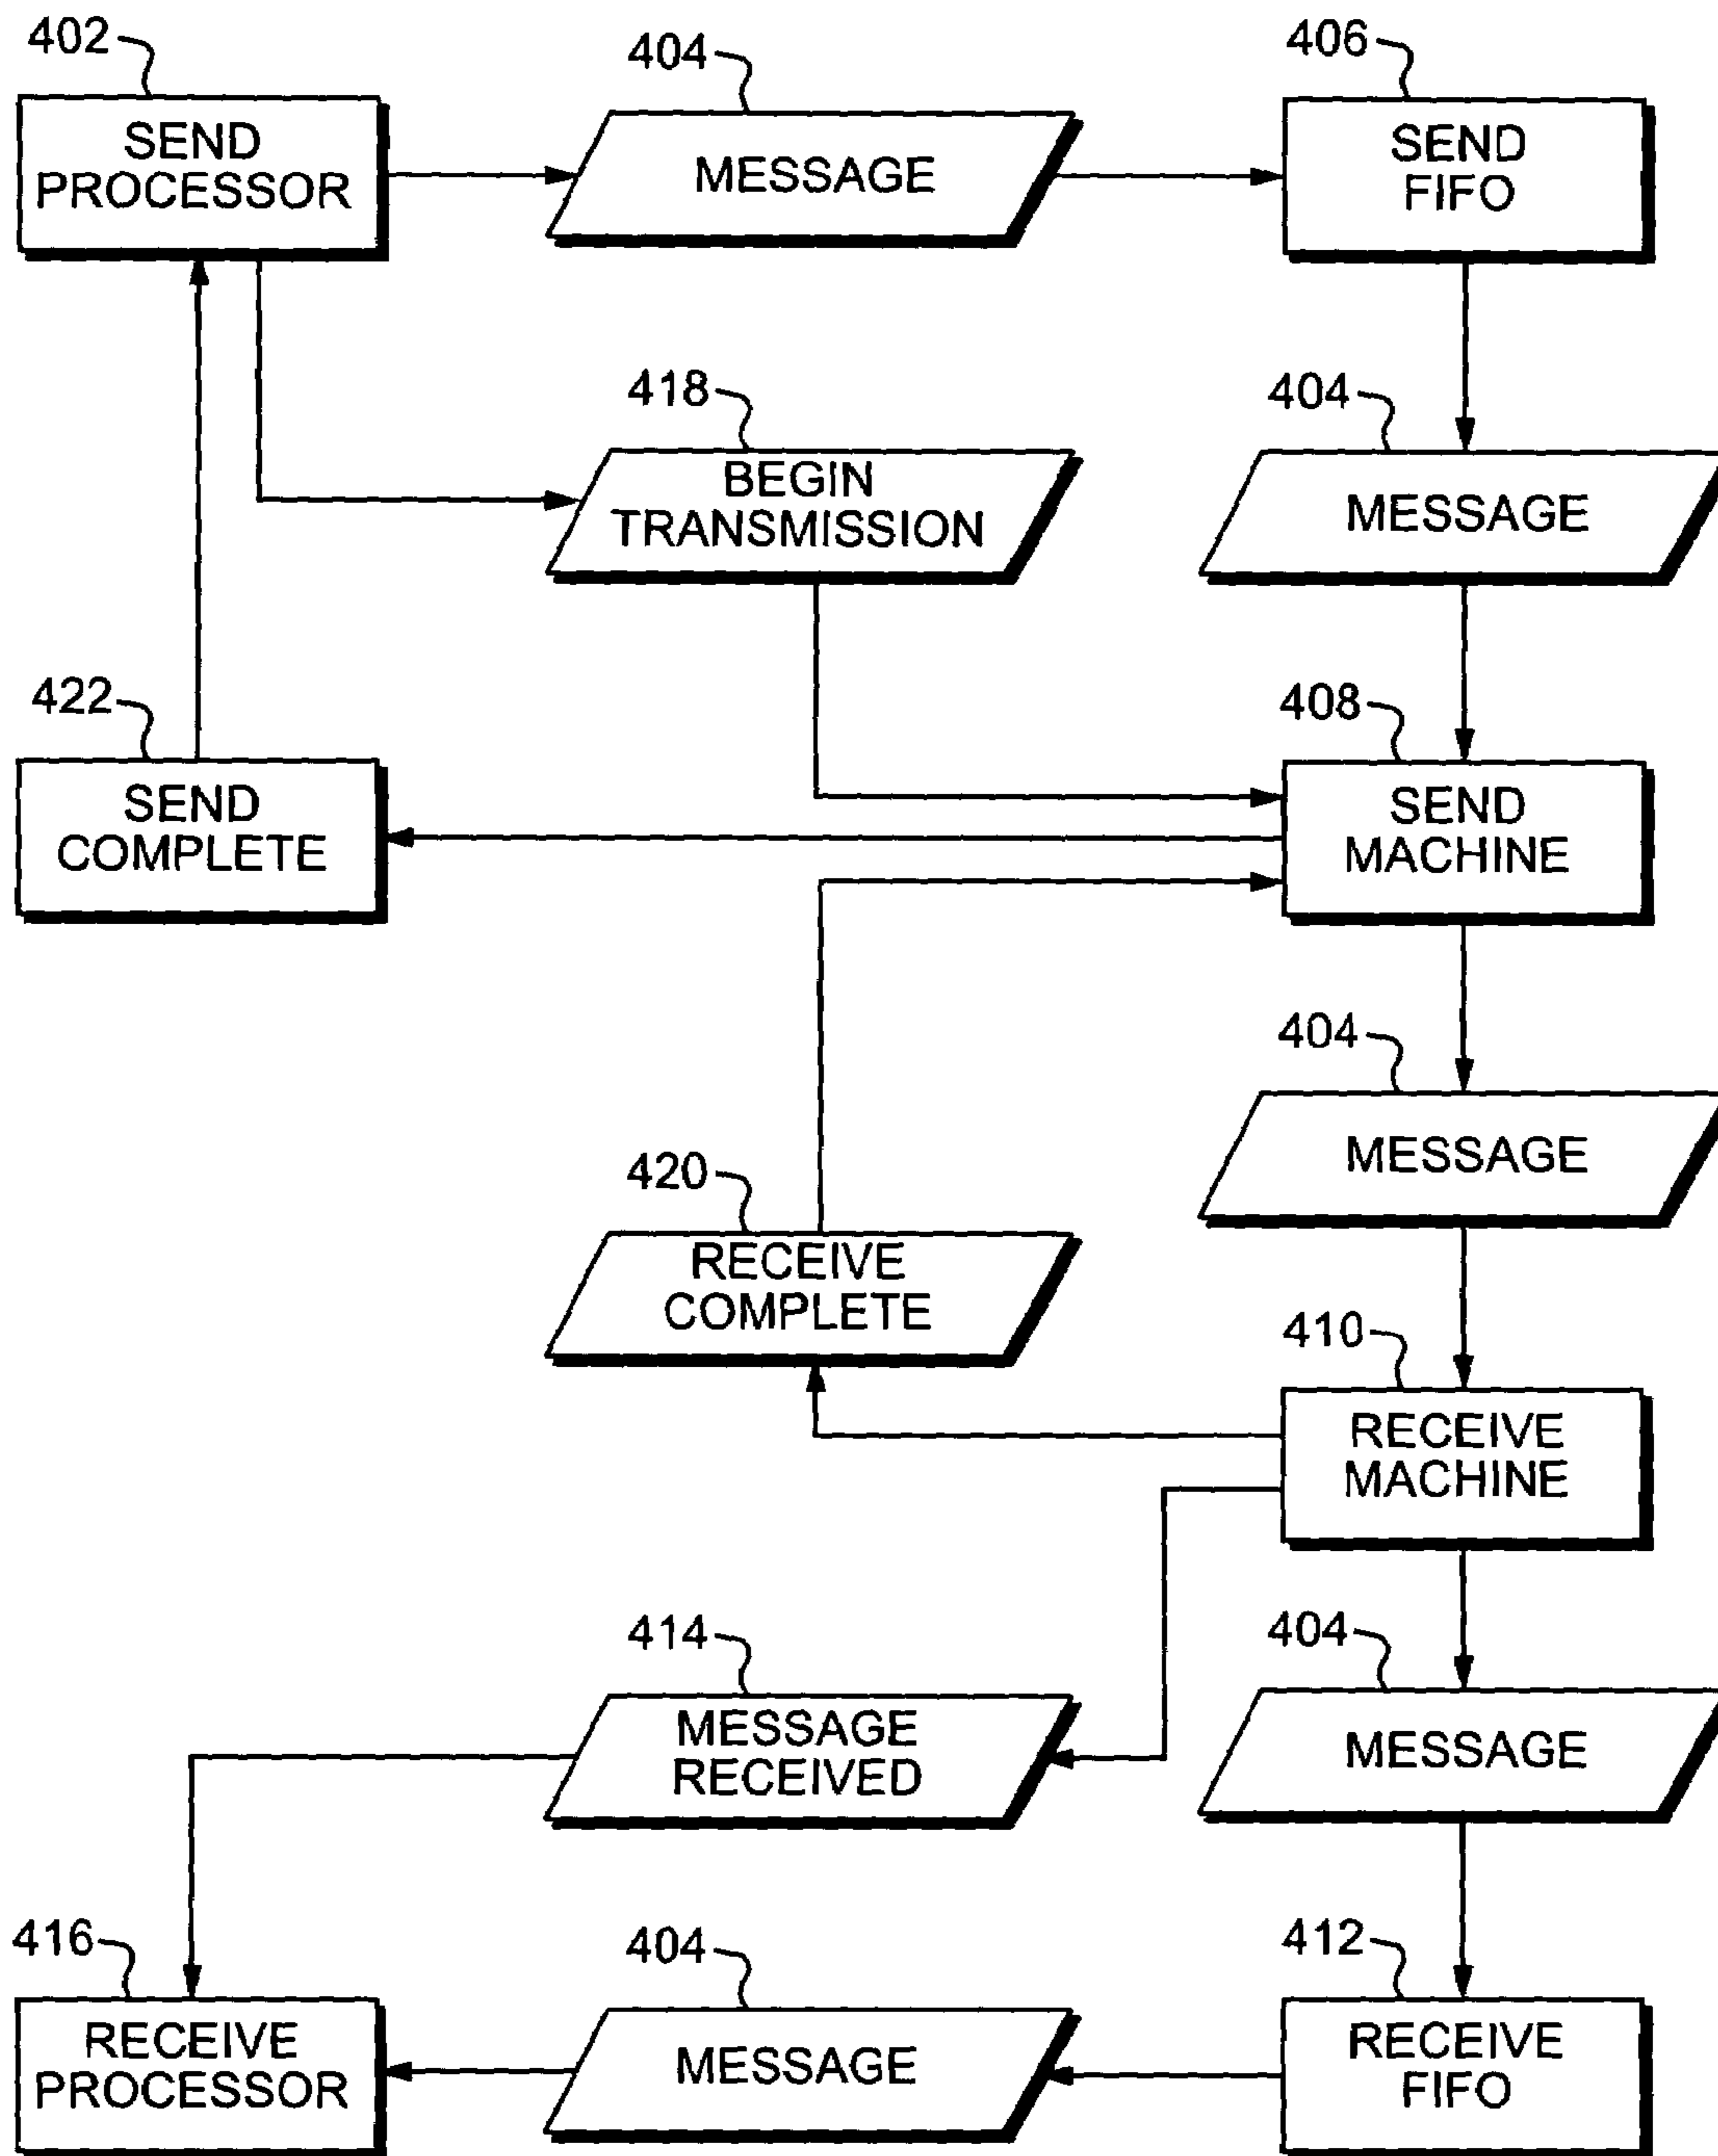 402
404
406
SEND
PROCESSOR
MESSAGE
SEND
FIFO
418
404
BEGIN
TRANSMISSION
MESSAGE
422
408
SEND
COMPLETE
SEND
MACHINE
404
MESSAGE
420
RECEIVE
COMPLETE
410
RECEIVE
MACHINE
414
404
MESSAGE
RECEIVED
MESSAGE
416
404
412
RECEIVE
PROCESSOR
MESSAGE
RECEIVE
FIFO